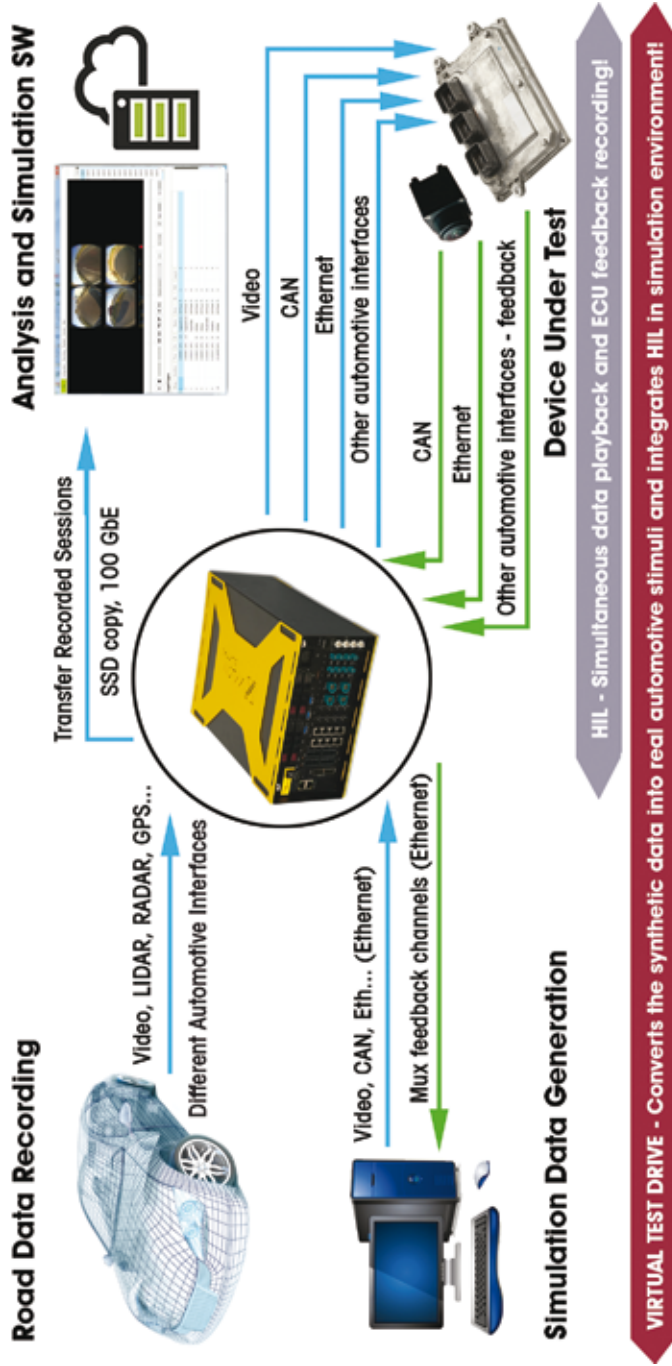 Road Data Recording
Analysis and Simulation SW
Transfer Recorded Sessions
SSD copy, 100 GbE
Video, LIDAR, RADAR, GPS...
Different Automotive Interfaces
Video
CAN
Ethernet
Other automotive interfaces
Video, CAN, Eth... (Ethernet)
Mux feedback channels (Ethernet)
CAN
Ethernet
Other automotive interfaces - feedback
Simulation Data Generation
Device Under Test
HIL - Simultaneous data playback and ECU feedback recording!
VIRTUAL TEST DRIVE - Converts the synthetic data into real automotive stimuli and integrates HIL in simulation environment!